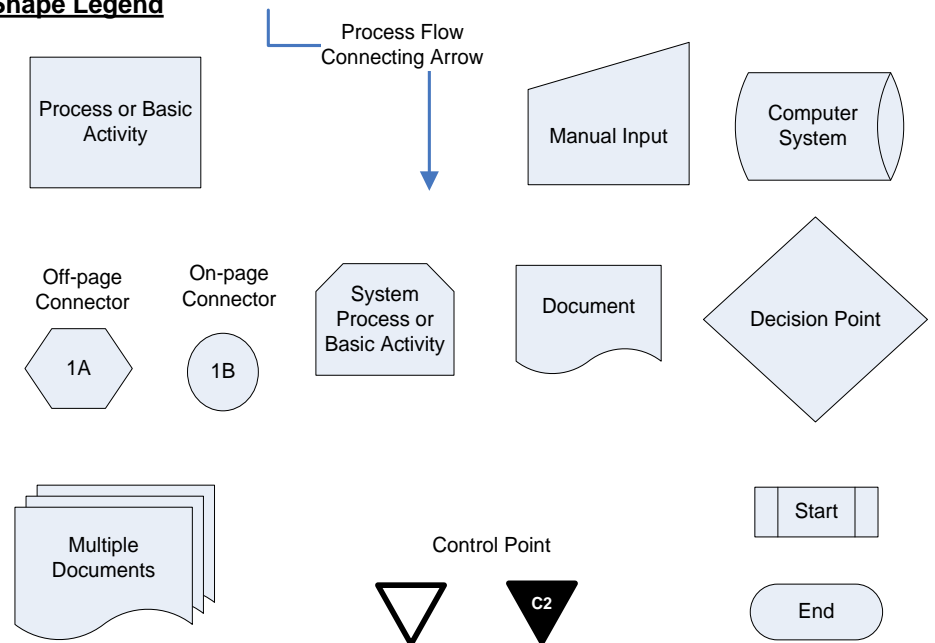 Shape Legend
Process Flow
Connecting Arrow
Process or Basic
Activity
Manual Input
Computer
System
Off-page
Connector
1A
On-page
Connector
1B
System
Process or
Basic Activity
Document
Decision Point
Multiple
Documents
Control Point
C2
Start
End